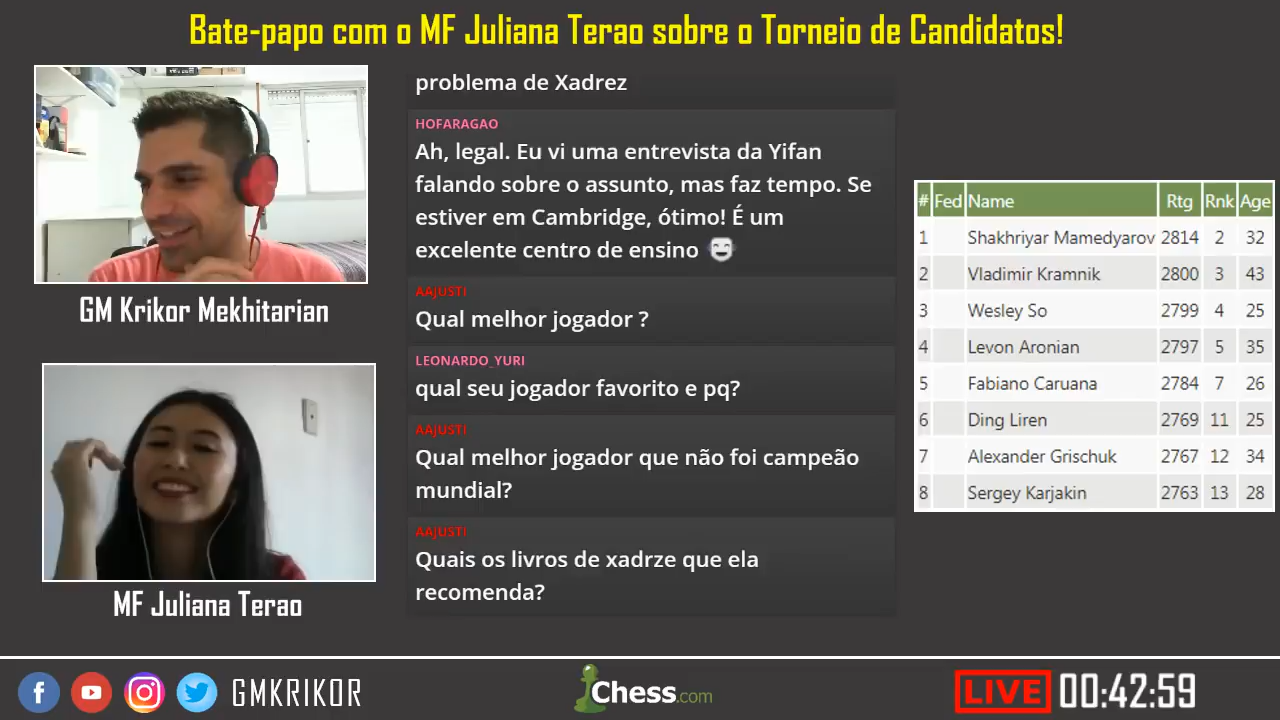 Bate-papo com o MF Juliana Terao sobre o Torneio de Candidatos!
GM Krikor Mekhitarian
MF Juliana Terao
problema de Xadrez
HOFARAGAO
Ah, legal. Eu vi uma entrevista da Yifan
falando sobre o assunto, mas faz tempo. Se
estiver em Cambridge, ótimo! É um
excelente centro de ensino
AAJUSTI
Qual melhor jogador ?
LEONARDO_YURI
qual seu jogador favorito e pq?
AAJUSTI
Qual melhor jogador que não foi campeão
mundial?
AAJUSTI
Quais os livros de xadrze que ela
recomenda?
# Fed Name Rtg Rnk Age
1 Shakhriyar Mamedyarov 2814 2 32
2 Vladimir Kramnik 2800 3 43
3 Wesley So 2799 4 25
4 Levon Aronian 2797 5 35
5 Fabiano Caruana 2784 7 26
6 Ding Liren 2769 11 25
7 Alexander Grischuk 2767 12 34
8 Sergey Karjakin 2763 13 28
GMKRIKOR
Chess.com
LIVE 00:42:59